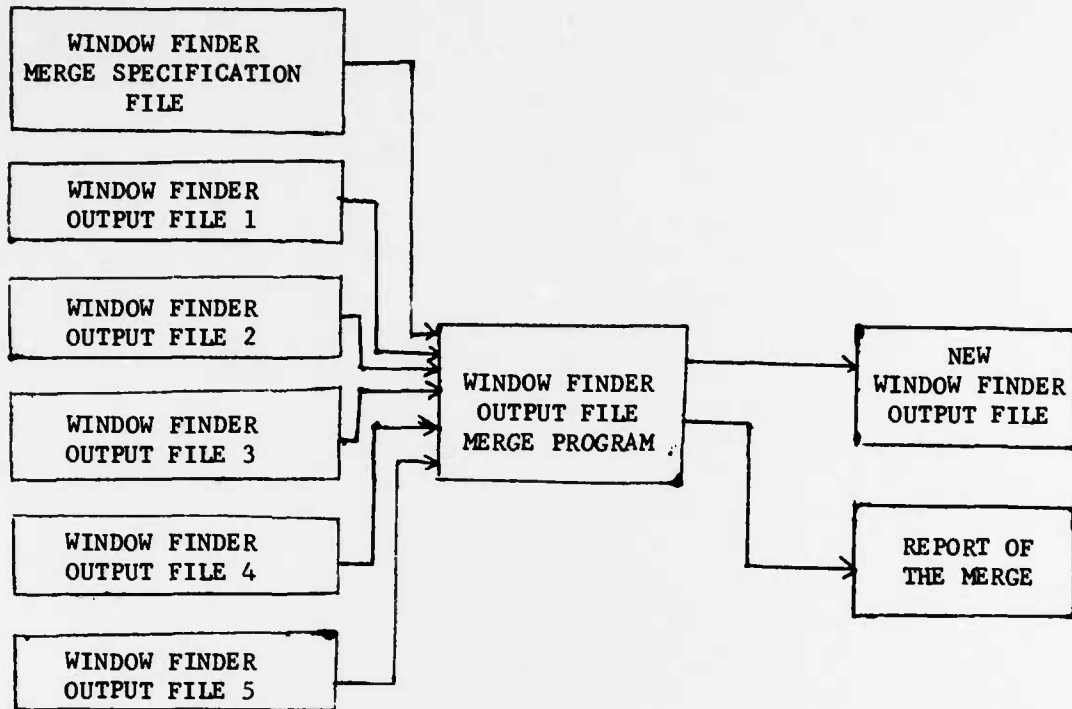 WINDOW FINDER
MERGE SPECIFICATION
FILE
WINDOW FINDER
OUTPUT FILE 1
WINDOW FINDER
OUTPUT FILE 2
WINDOW FINDER
OUTPUT FILE 3
WINDOW FINDER
OUTPUT FILE 4
WINDOW FINDER
OUTPUT FILE 5
WINDOW FINDER
OUTPUT FILE
MERGE PROGRAM
NEW
WINDOW FINDER
OUTPUT FILE
REPORT OF
THE MERGE